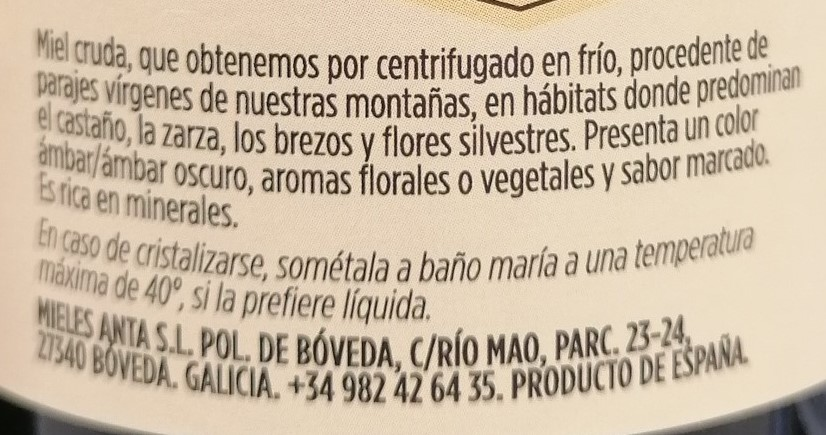 Miel cruda, que obtenemos por centrifugado en frío, procedente de
parajes vírgenes de nuestras montañas, en hábitats donde predominan
el castaño, la zarza, los brezos y flores silvestres. Presenta un color
ámbar/ámbar oscuro, aromas florales o vegetales y sabor marcado.
Es rica en minerales.
En caso de cristalizarse, sométala a baño maría a una temperatura
máxima de 40º, si la prefiere líquida.
MIELES ANTA S.L. POL. DE BÓVEDA, C/RÍO MAO, PARC. 23-24,
27340 BÓVEDA. GALICIA. +34 982 42 64 35. PRODUCTO DE ESPAÑA.